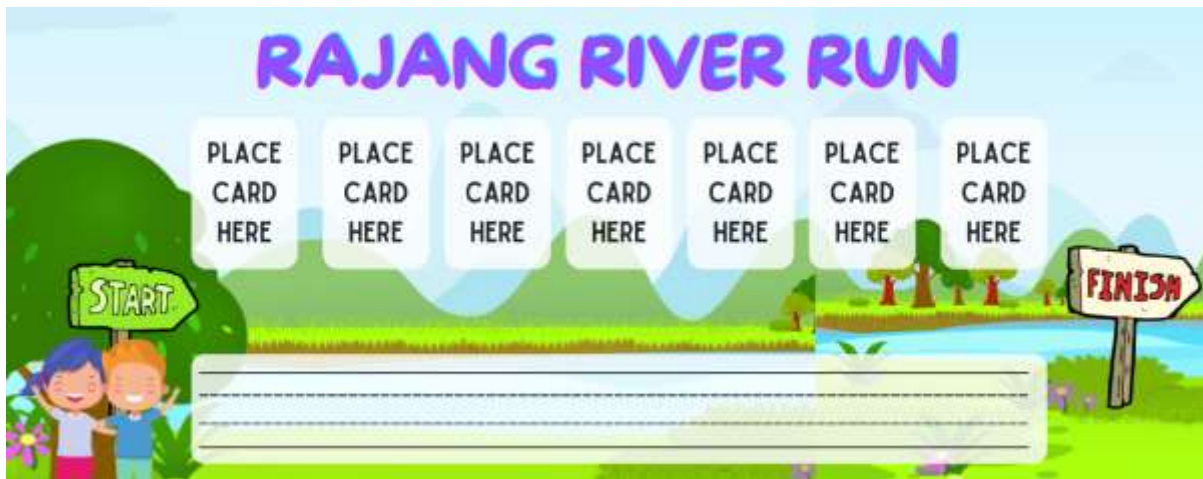 RAJANG RIVER RUN
PLACE PLACE PLACE PLACE PLACE PLACE PLACE
CARD CARD CARD CARD CARD CARD CARD
HERE HERE HERE HERE HERE HERE HERE
START
FINISH